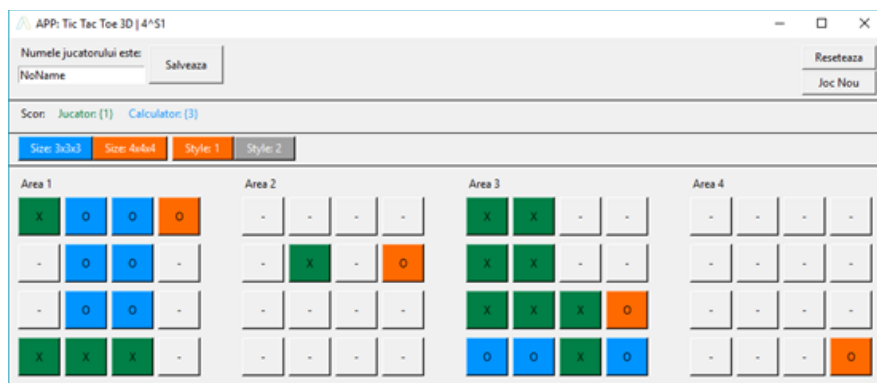 APP: Tic Tac Toe 3D | 4^S1
Numele jucatorului este:
NoName
Salveaza
Reseteaza
Joc Nou
Scor: Jucator: {1} Calculator: {3}
Size: 3x3x3 Size: 4x4x4 Style: 1 Style: 2
Area 1 Area 2 Area 3 Area 4
X O O O - - - - X X - - - - - -
- O O - - X - O X X - - - - - -
- O O - - - - - X X X O - - - -
X X X - - - - - O O X O - - - O